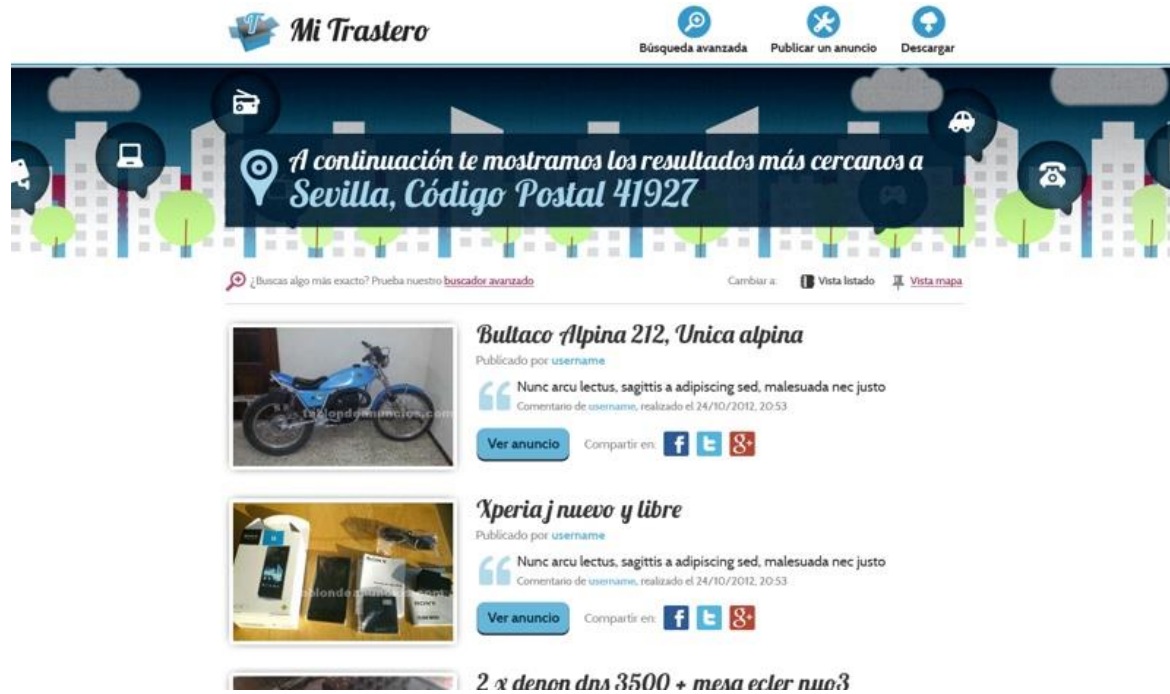 Mi Trastero
Búsqueda avanzada Publicar un anuncio Descargar
A continuación te mostramos los resultados más cercanos a
Sevilla, Código Postal 41927
¿Buscas algo más exacto? Prueba nuestro buscador avanzado Cambiar a: Vista listado Vista mapa
Bultaco Alpina 212, Unica alpina
Publicado por username
Nunc arcu lectus, sagittis a adipiscing sed, malesuada nec justo
Comentario de username, realizado el 24/10/2012, 20:53
tablondeanuncios.com
Ver anuncio Compartir en:
Xperia j nuevo y libre
Publicado por username
Nunc arcu lectus, sagittis a adipiscing sed, malesuada nec justo
Comentario de username, realizado el 24/10/2012, 20:53
Ver anuncio Compartir en:
2 x denon dns 3500 + mesa ecler nuo3